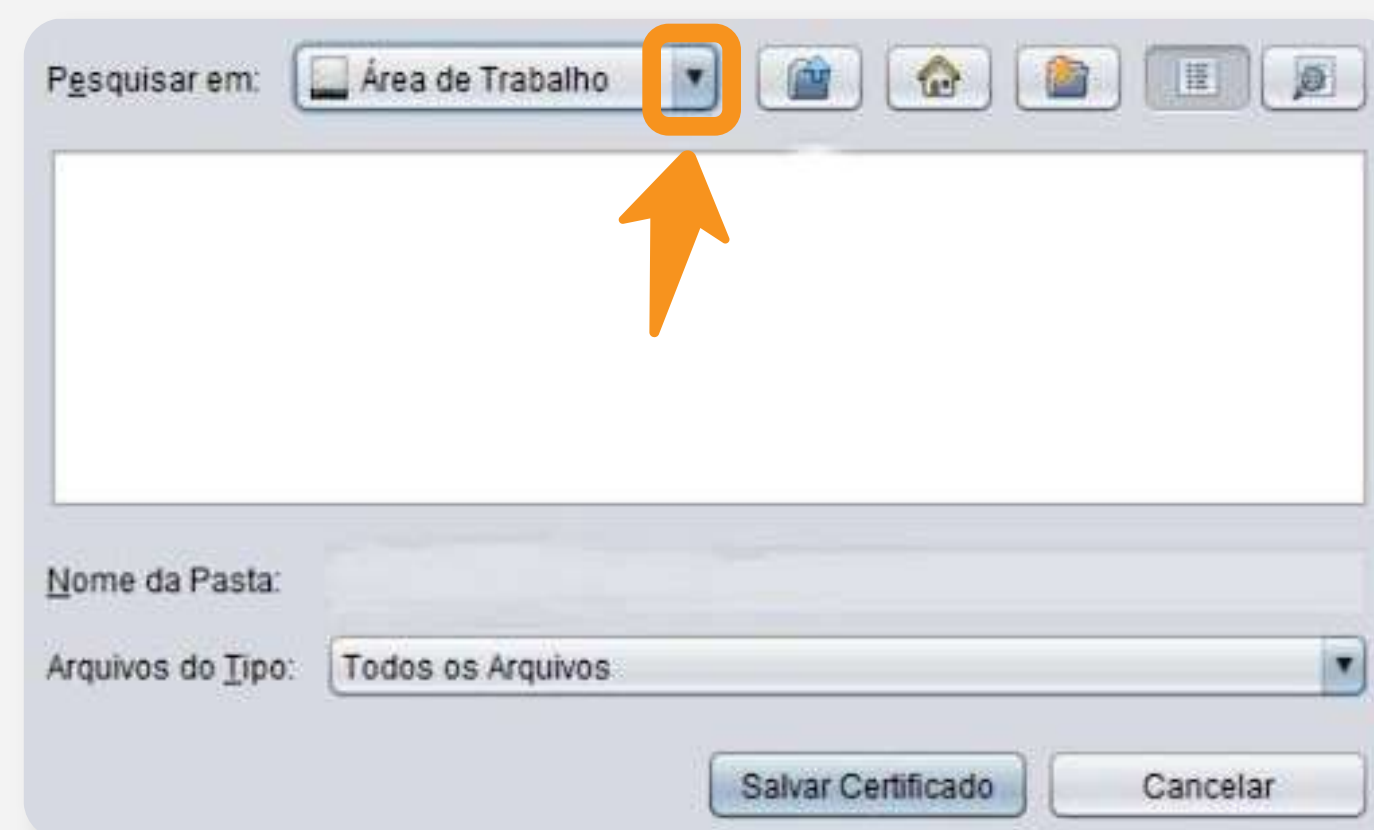 Pesquisar em: Área de Trabalho
Nome da Pasta:
Arquivos do Tipo: Todos os Arquivos
Salvar Certificado Cancelar